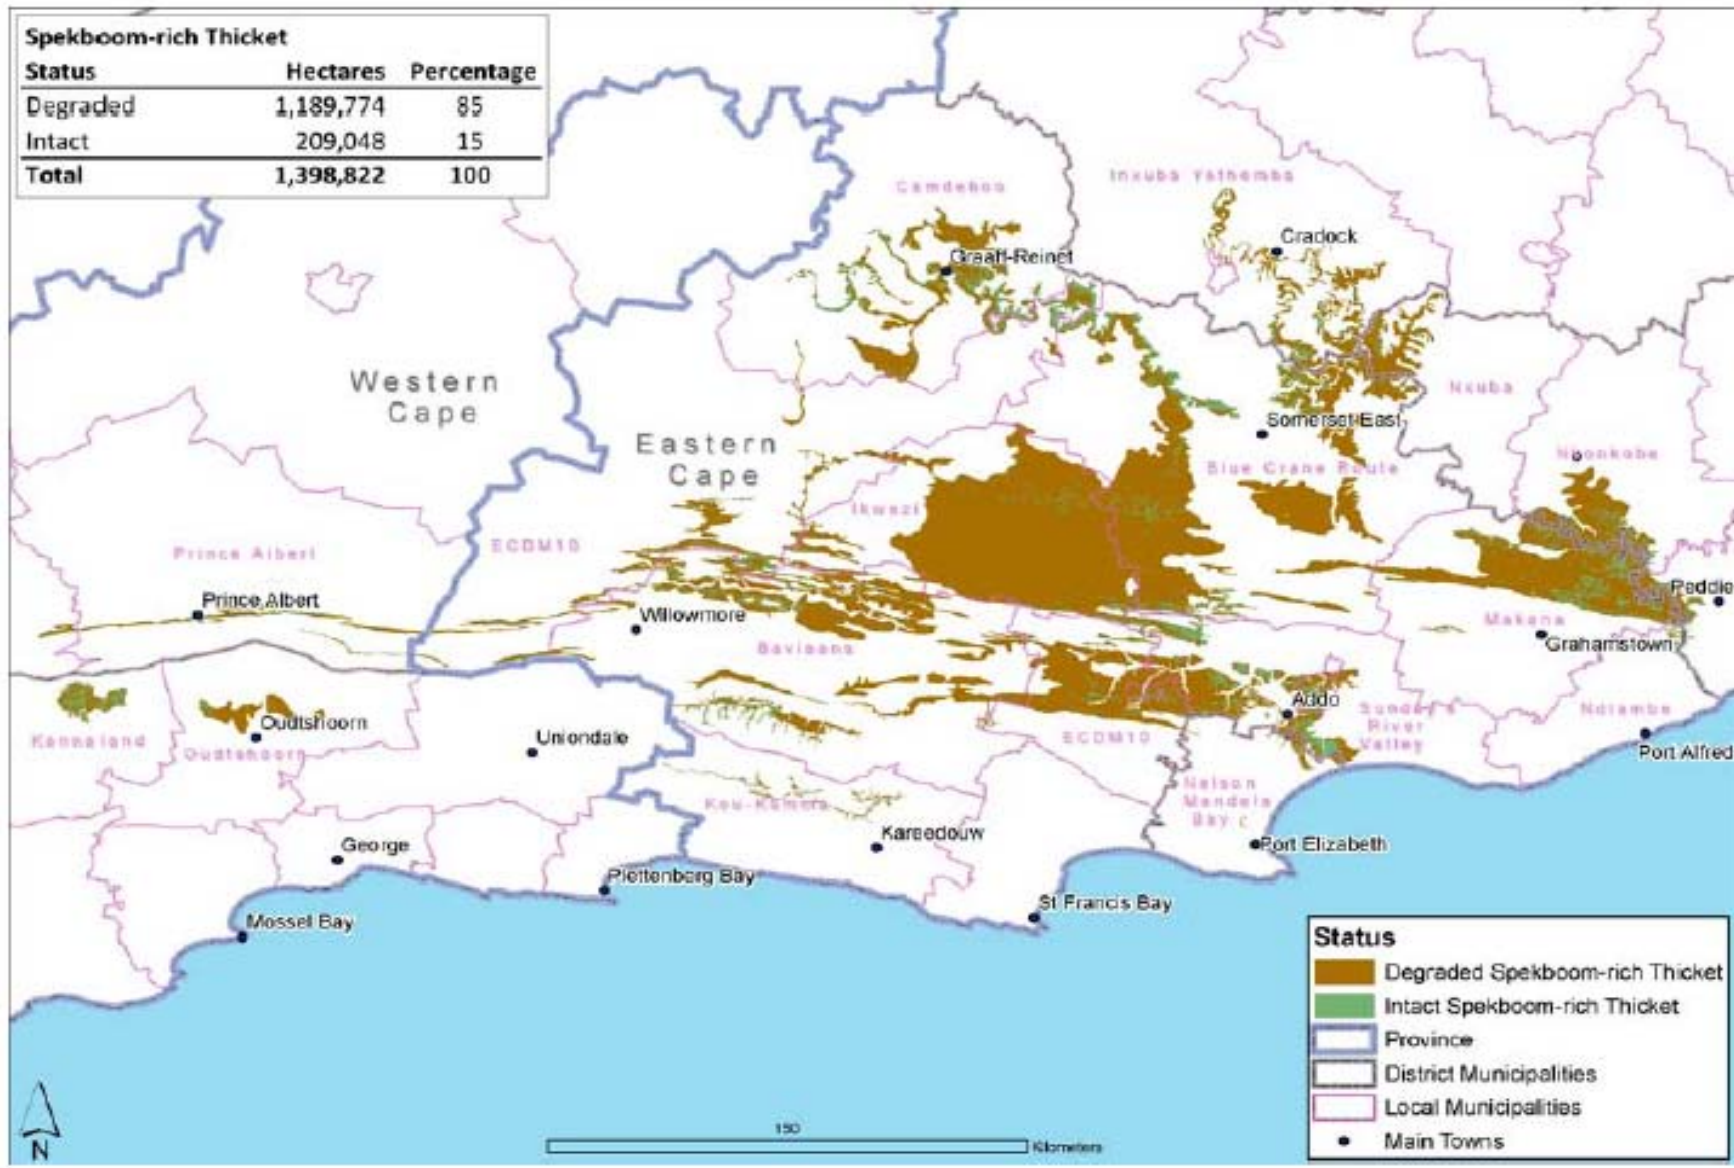 Spekboom-rich Thicket
Status Hectares Percentage
Degraded 1,189,774 85
Intact 209,048 15
Total 1,398,822 100
Camdeboo
Inxuba Yathemba
Cradock
Graaff-Reinet
Western
Cape
Eastern
Cape
Nxuba
Somerset East
Blue Crane Route
Nkonkobe
Ikwezi
ECDM10
Prince Albert
Prince Albert
Peddie
Willowmore
Baviaans
Makana
Grahamstown
Addo
Sunday's
River
Valley
Ndlambe
Port Alfred
Kannaland
Oudtshoorn
Oudtshoorn
Uniondale
ECDM10
Nelson
Mandela
Bay
Kou-Kamma
Kareedouw
Port Elizabeth
George
Plettenberg Bay
St Francis Bay
Mossel Bay
Status
Degraded Spekboom-rich Thicket
Intact Spekboom-rich Thicket
Province
District Municipalities
Local Municipalities
Main Towns
N
150
Kilometers